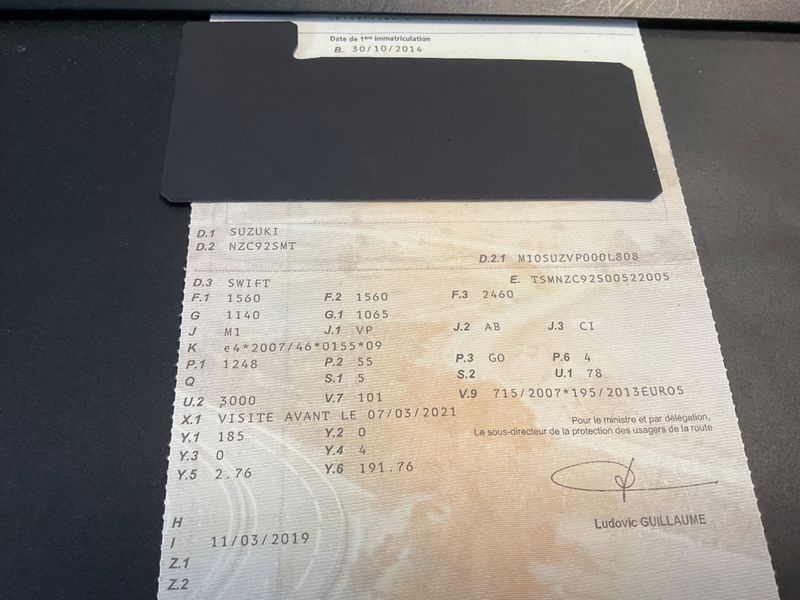 Date de 1ère immatriculation
B. 30/10/2014
D.1 SUZUKI
D.2 NZC92SMT
D.2.1 M10SUZVP000L808
D.3 SWIFT
E. TSMNZC92S00522005
F.1 1560 F.2 1560 F.3 2460
G 1140 G.1 1065
J M1 J.1 VP J.2 AB J.3 CI
K e4*2007/46*0155*09
P.1 1248 P.2 55 P.3 GO P.6 4
Q S.1 5 S.2 U.1 78
U.2 3000 V.7 101 V.9 715/2007*195/2013EURO5
X.1 VISITE AVANT LE 07/03/2021
Y.1 185 Y.2 0
Y.3 0 Y.4 4
Y.5 2.76 Y.6 191.76
Pour le ministre et par délégation,
Le sous-directeur de la protection des usagers de la route
Ludovic GUILLAUME
H
I 11/03/2019
Z.1
Z.2